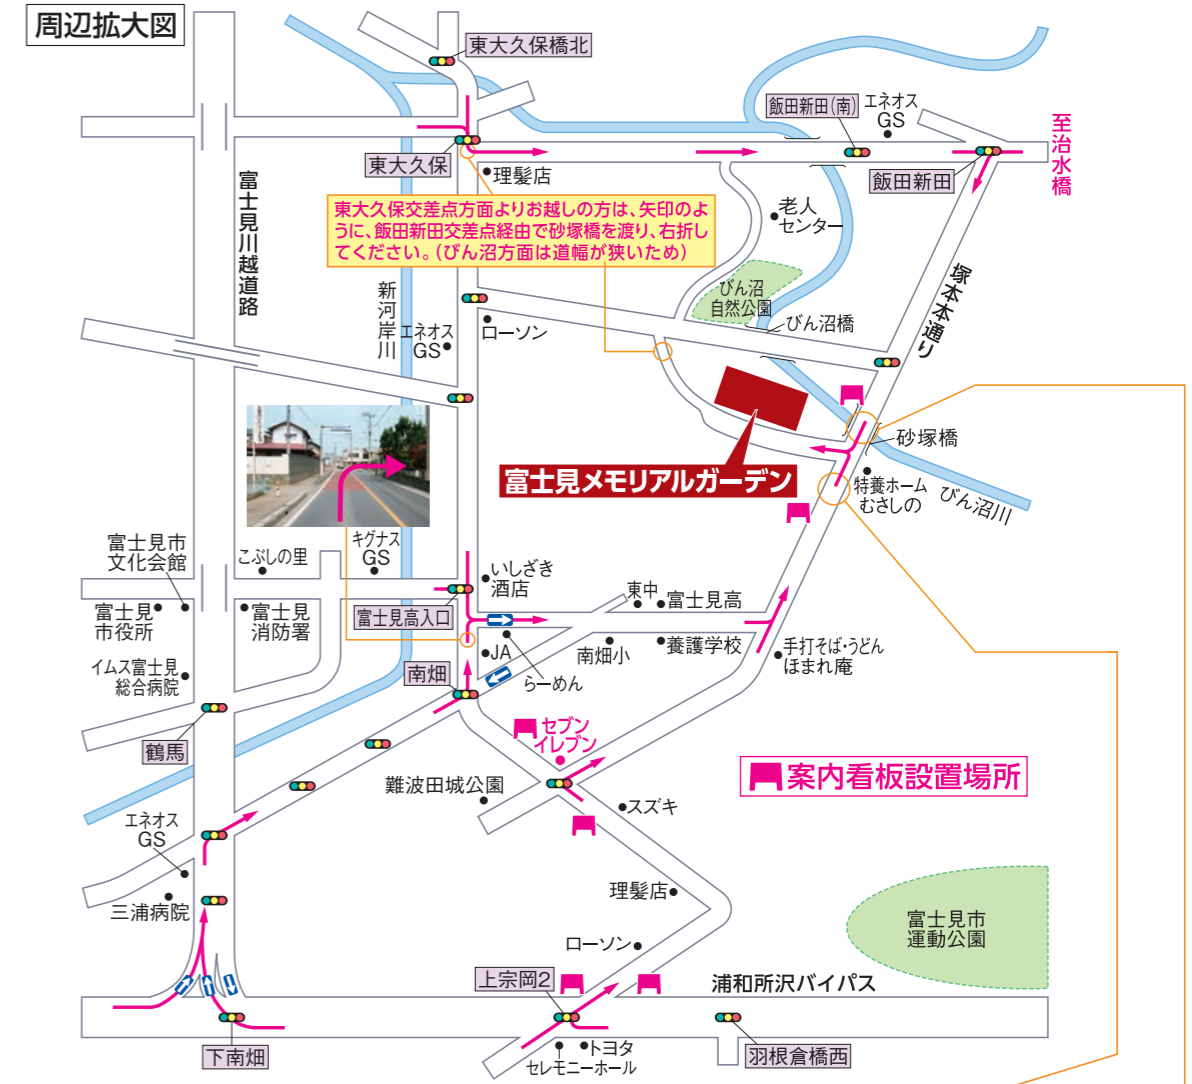 周辺拡大図
東大久保橋北
飯田新田(南)
エネオス
GS
至治水橋
東大久保
理髪店
飯田新田
富士見川越道路
東大久保交差点方面よりお越しの方は、矢印のよ
うに、飯田新田交差点経由で砂塚橋を渡り、右折し
てください。(びん沼方面は道幅が狭いため)
老人
センター
塚本本通り
新河岸川
エネオス
GS
ローソン
びん沼
自然公園
びん沼橋
砂塚橋
富士見メモリアルガーデン
特養ホーム
むさしの
びん沼川
富士見市
文化会館
こぶしの里
キグナス
GS
いしざき
酒店
富士見
市役所
富士見
消防署
富士見高入口
東中
富士見高
JA
らーめん
南畑小
養護学校
手打そば・うどん
ほまれ庵
イムス富士見
総合病院
南畑
鶴馬
セブン
イレブン
難波田城公園
スズキ
案内看板設置場所
エネオス
GS
三浦病院
理髪店
富士見市
運動公園
ローソン
上宗岡2
浦和所沢バイパス
下南畑
トヨタ
セレモニーホール
羽根倉橋西